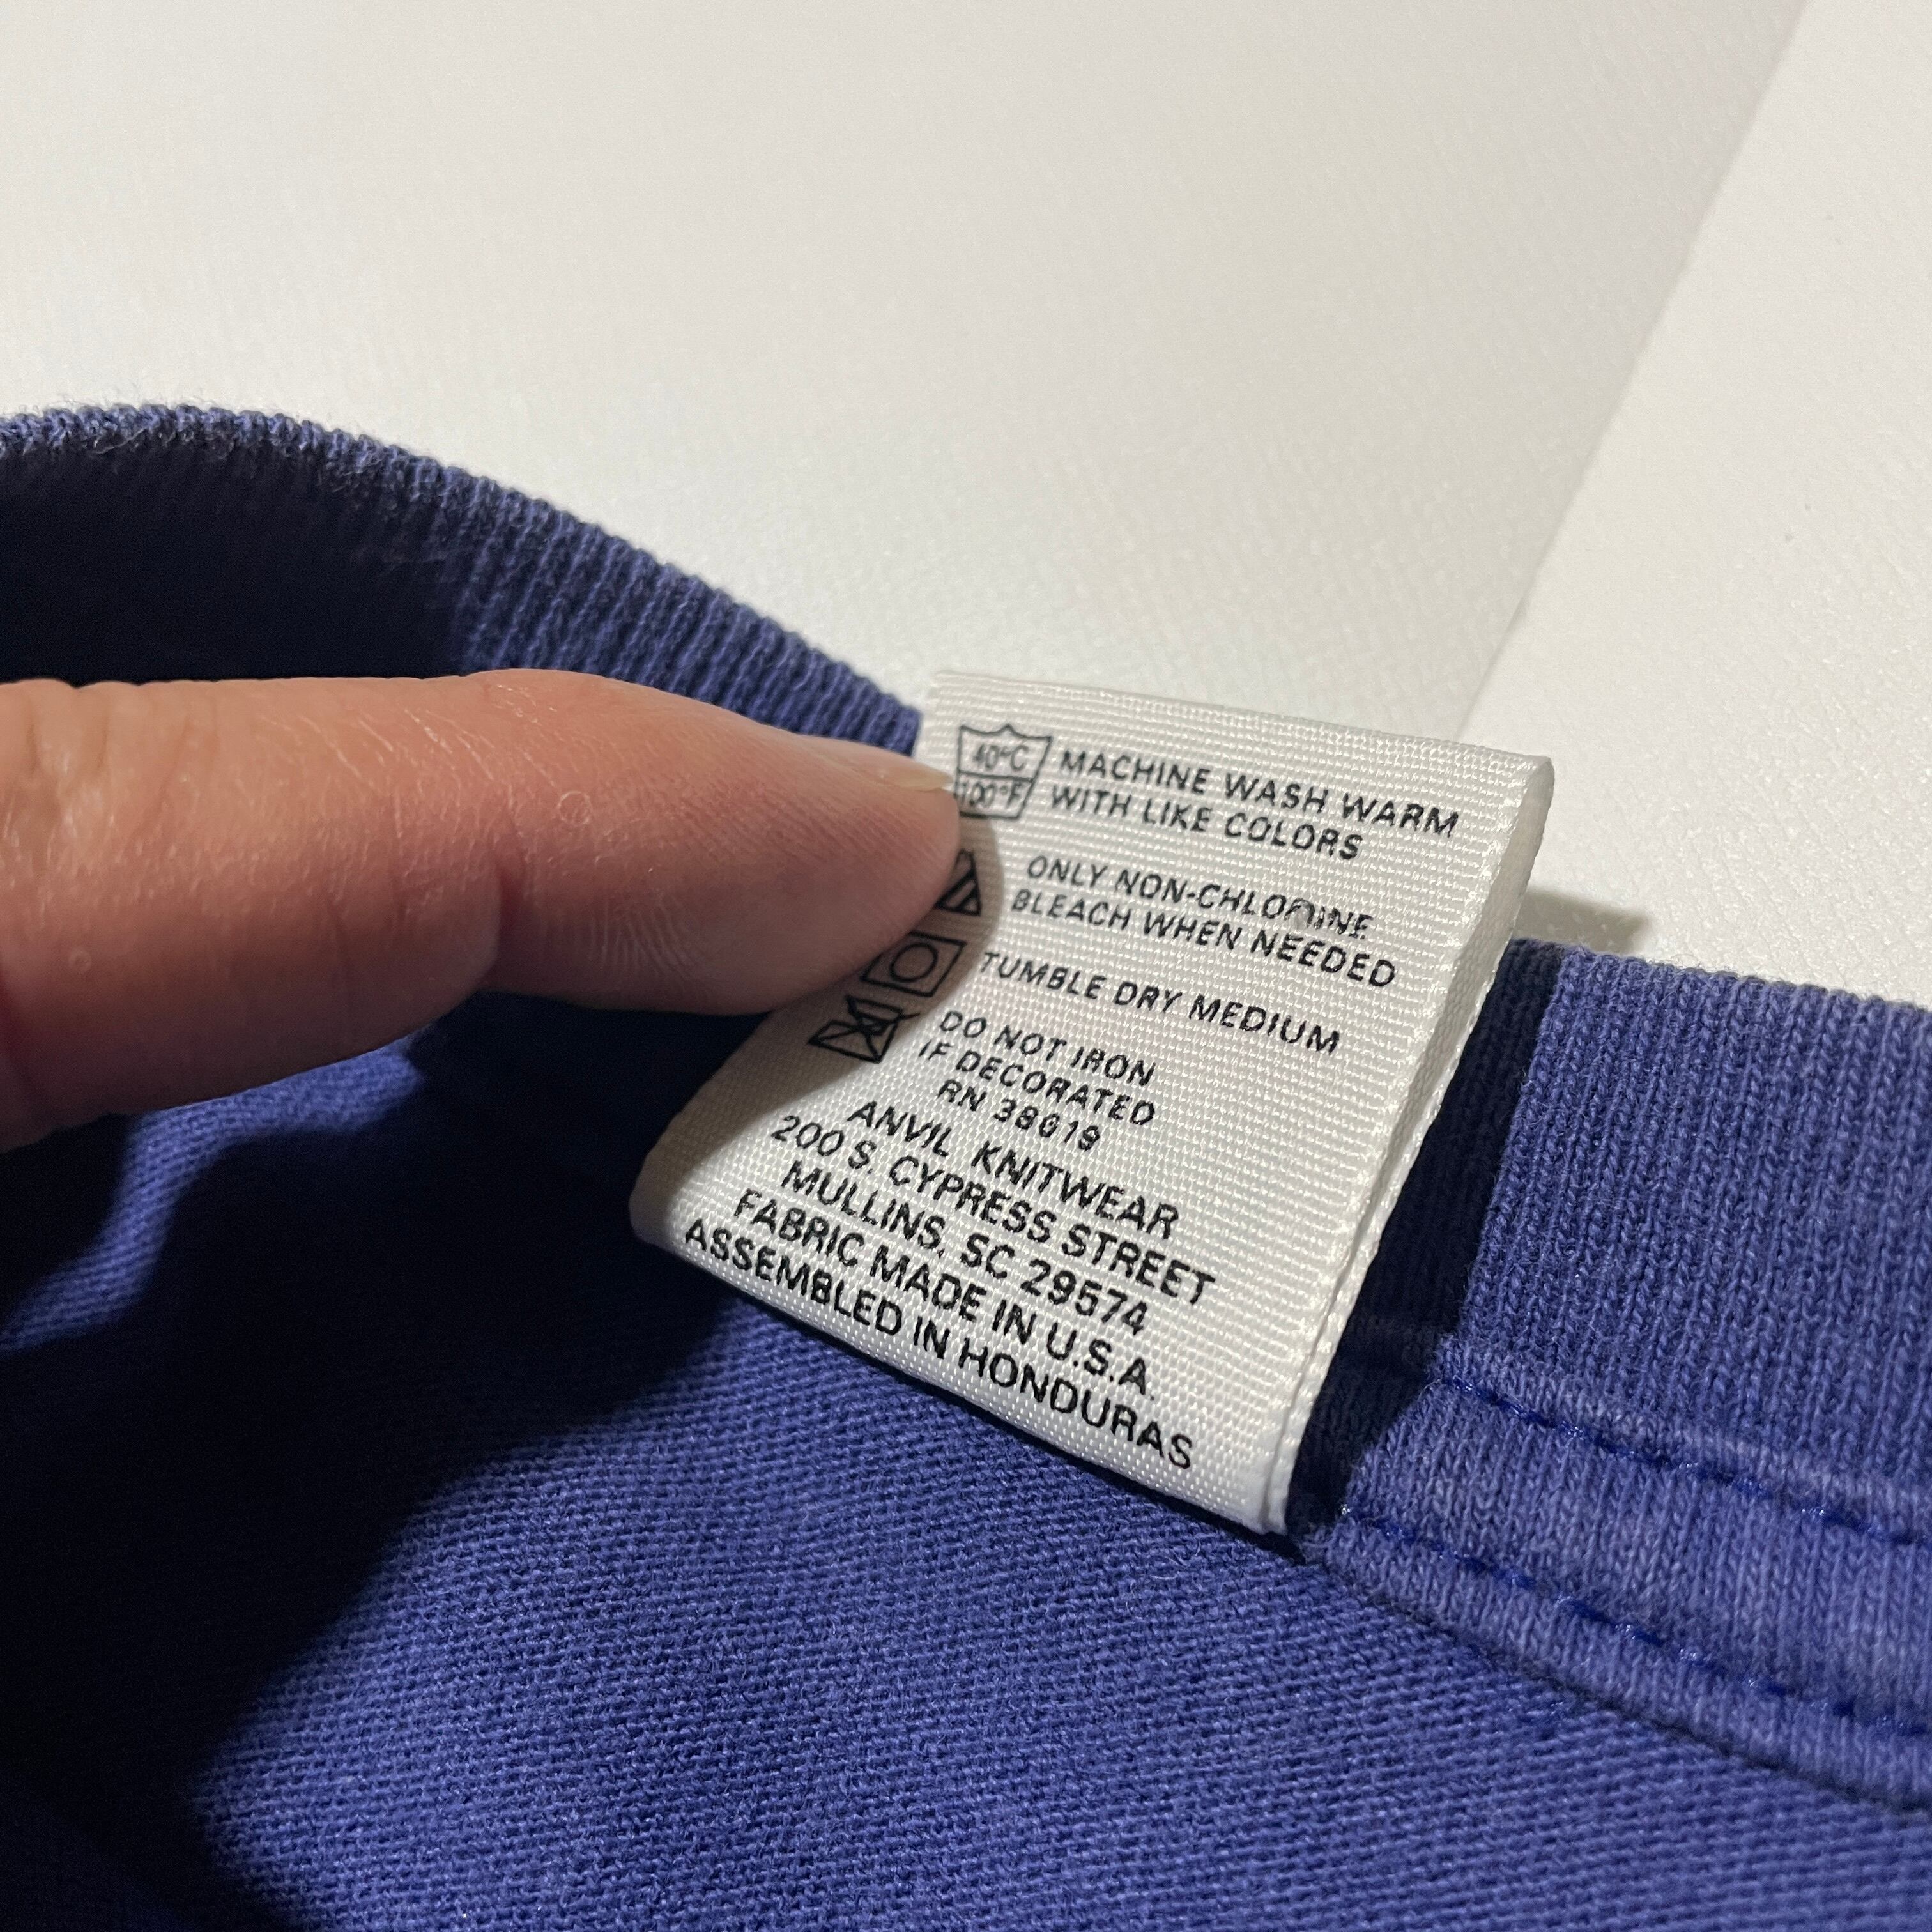 40°C
100°F
MACHINE WASH WARM
WITH LIKE COLORS
ONLY NON-CHLORINE
BLEACH WHEN NEEDED
TUMBLE DRY MEDIUM
DO NOT IRON
IF DECORATED
RN 38019
ANVIL KNITWEAR
200 S. CYPRESS STREET
MULLINS, SC 29574
FABRIC MADE IN U.S.A.
ASSEMBLED IN HONDURAS